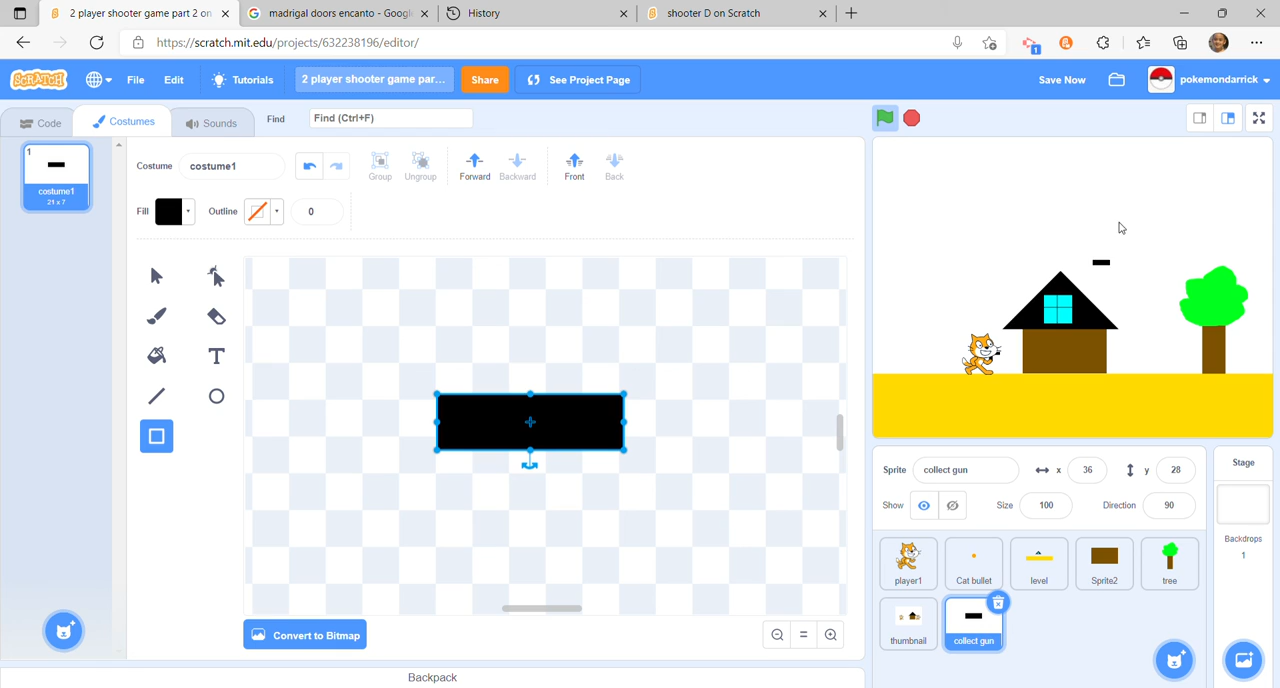 2 player shooter game part 2 on
madrigal doors encanto - Googl
History
shooter D on Scratch
https://scratch.mit.edu/projects/632238196/editor/
1
SCRATCH
File
Edit
Tutorials
2 player shooter game par...
Share
See Project Page
Save Now
pokemondarrick
Code
Costumes
Sounds
Find
Find (Ctrl+F)
1
costume1
21 x 7
Costume
costume1
Group
Ungroup
Forward
Backward
Front
Back
Fill
Outline
0
T
Convert to Bitmap
Backpack
Sprite
collect gun
x
36
y
28
Show
Size
100
Direction
90
player1
Cat bullet
level
Sprite2
tree
thumbnail
collect gun
Stage
Backdrops
1